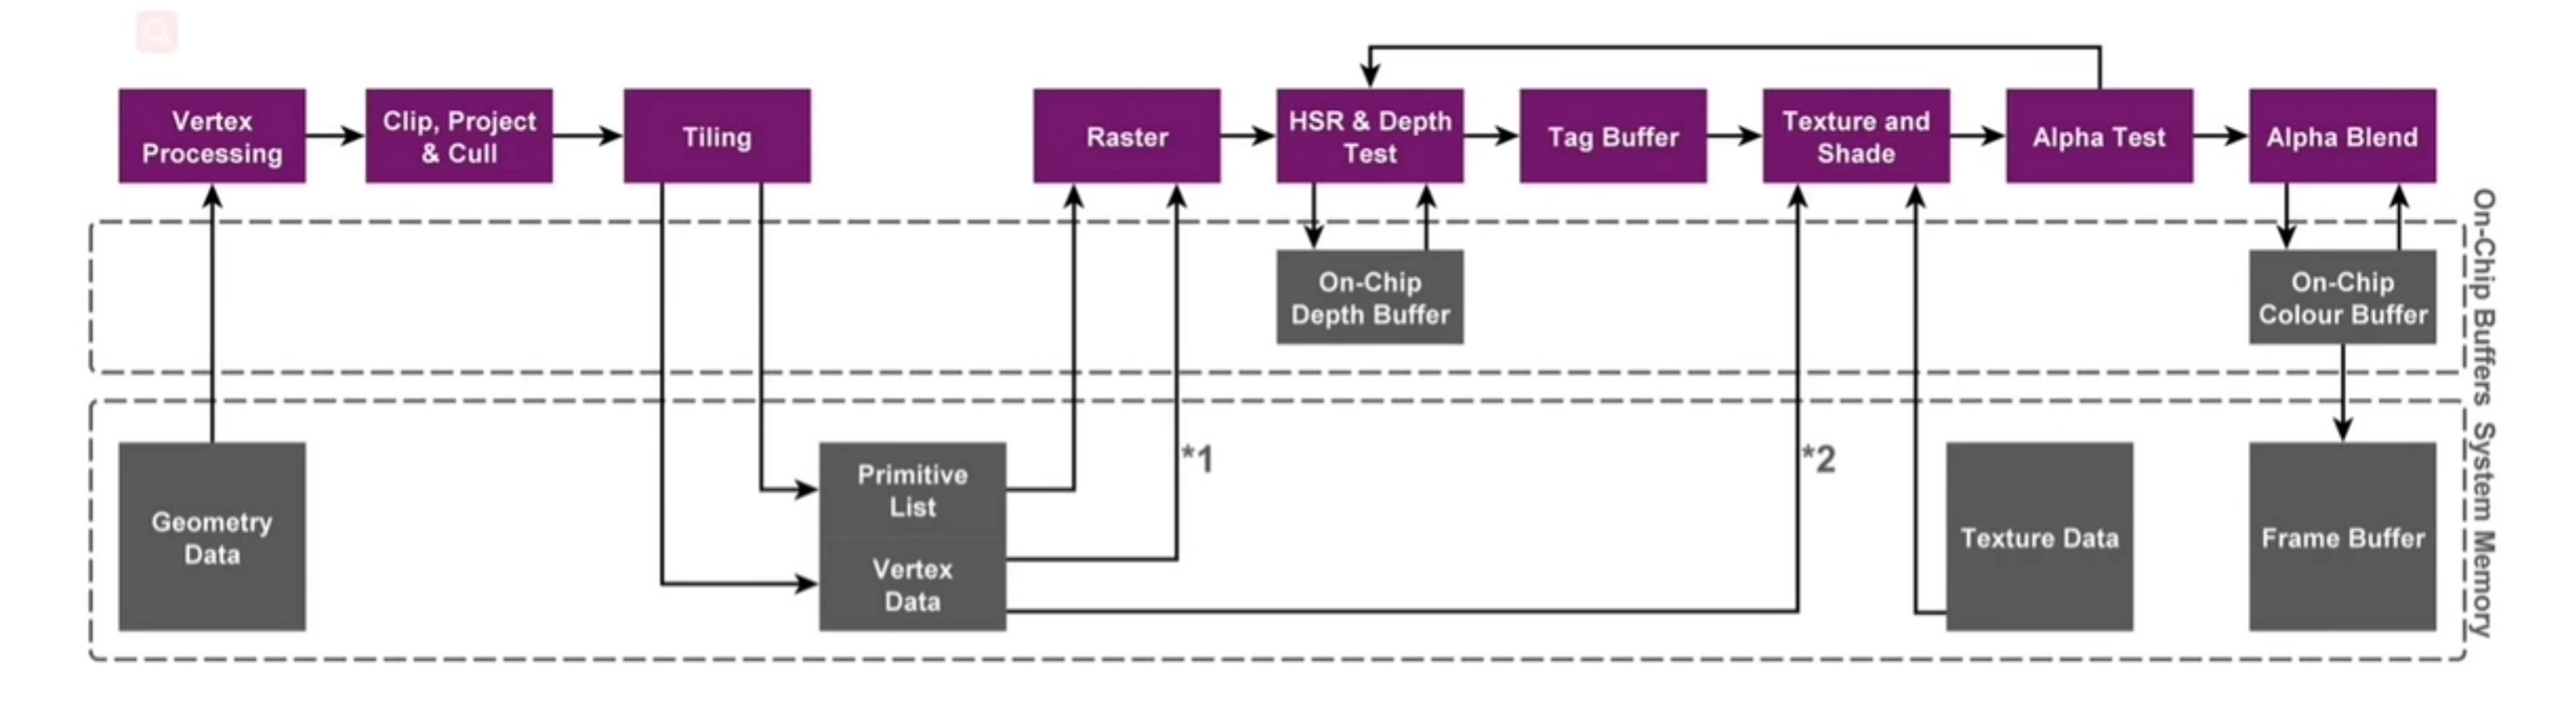 Vertex
Processing
Clip, Project
& Cull
Tiling
Raster
HSR & Depth
Test
Tag Buffer
Texture and
Shade
Alpha Test
Alpha Blend
On-Chip
Depth Buffer
On-Chip
Colour Buffer
On-Chip Buffers
Geometry
Data
Primitive
List
Vertex
Data
*1
*2
Texture Data
Frame Buffer
System Memory